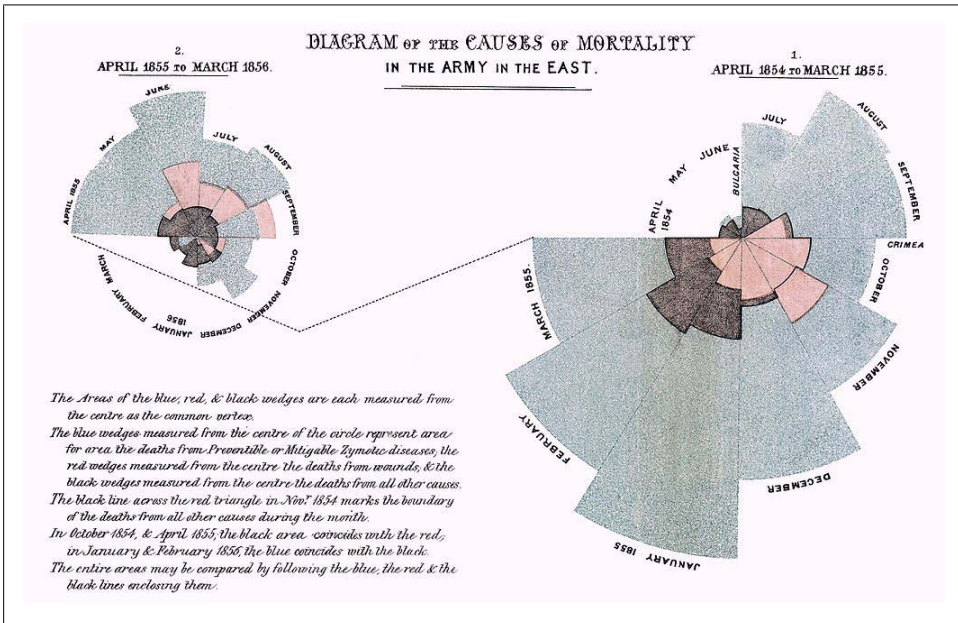 DIAGRAM OF THE CAUSES OF MORTALITY
IN THE ARMY IN THE EAST.
2.
APRIL 1855 TO MARCH 1856.
1.
APRIL 1854 TO MARCH 1855.
APRIL 1855
MAY
JUNE
JULY
AUGUST
SEPTEMBER
OCTOBER
NOVEMBER
DECEMBER
JANUARY
1856
FEBRUARY
MARCH
APRIL
1854
MAY
JUNE
BULGARIA
JULY
AUGUST
SEPTEMBER
CRIMEA
OCTOBER
NOVEMBER
DECEMBER
JANUARY 1855
FEBRUARY
MARCH 1855.
The Areas of the blue, red, & black wedges are each measured from
the centre as the common vertex.
The blue wedges measured from the centre of the circle represent area
for area the deaths from Preventible or Mitigable Zymotic diseases, the
red wedges measured from the centre the deaths from wounds, & the
black wedges measured from the centre the deaths from all other causes.
The black line across the red triangle in Novr. 1854 marks the boundary
of the deaths from all other causes during the month.
In October 1854, & April 1855, the black area coincides with the red,
in January & February 1856, the blue coincides with the black.
The entire areas may be compared by following the blue, the red & the
black lines enclosing them.